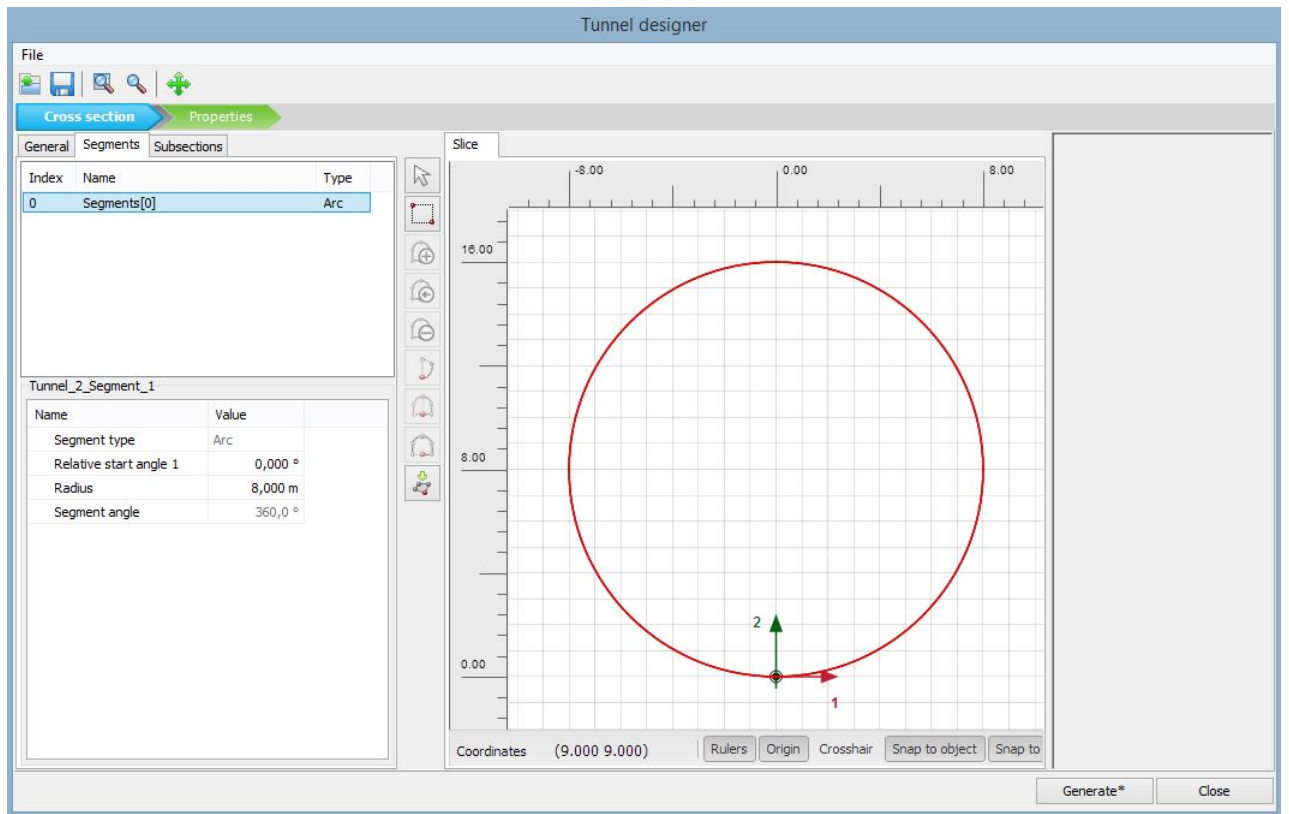 Tunnel designer
File
Cross section
Properties
General
Segments
Subsections
Index
Name
Type
0
Segments[0]
Arc
Tunnel_2_Segment_1
Name
Value
Segment type
Arc
Relative start angle 1
0,000 °
Radius
8,000 m
Segment angle
360,0 °
Slice
-8.00
0.00
8.00
16.00
8.00
0.00
2
1
Coordinates
(9.000 9.000)
Rulers
Origin
Crosshair
Snap to object
Snap to
Generate*
Close